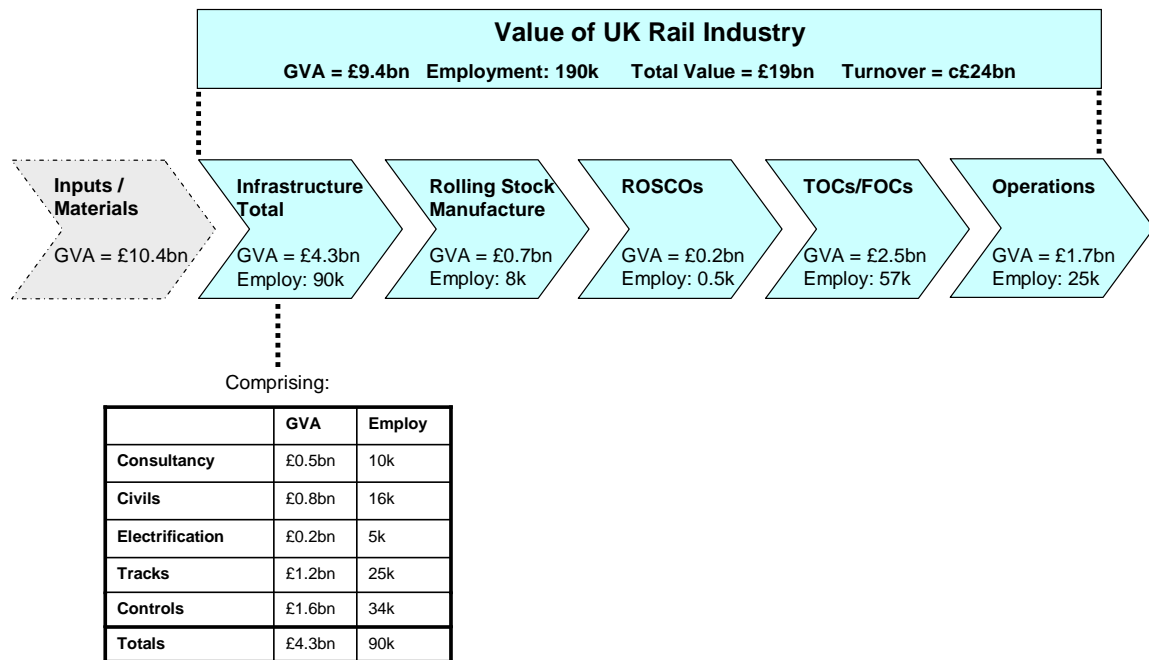 Value of UK Rail Industry
GVA = £9.4bn Employment: 190k Total Value = £19bn Turnover = c£24bn
Inputs /
Materials
GVA = £10.4bn
Infrastructure
Total
GVA = £4.3bn
Employ: 90k
Rolling Stock
Manufacture
GVA = £0.7bn
Employ: 8k
ROSCOs
GVA = £0.2bn
Employ: 0.5k
TOCs/FOCs
GVA = £2.5bn
Employ: 57k
Operations
GVA = £1.7bn
Employ: 25k
Comprising:
GVA Employ
Consultancy £0.5bn 10k
Civils £0.8bn 16k
Electrification £0.2bn 5k
Tracks £1.2bn 25k
Controls £1.6bn 34k
Totals £4.3bn 90k